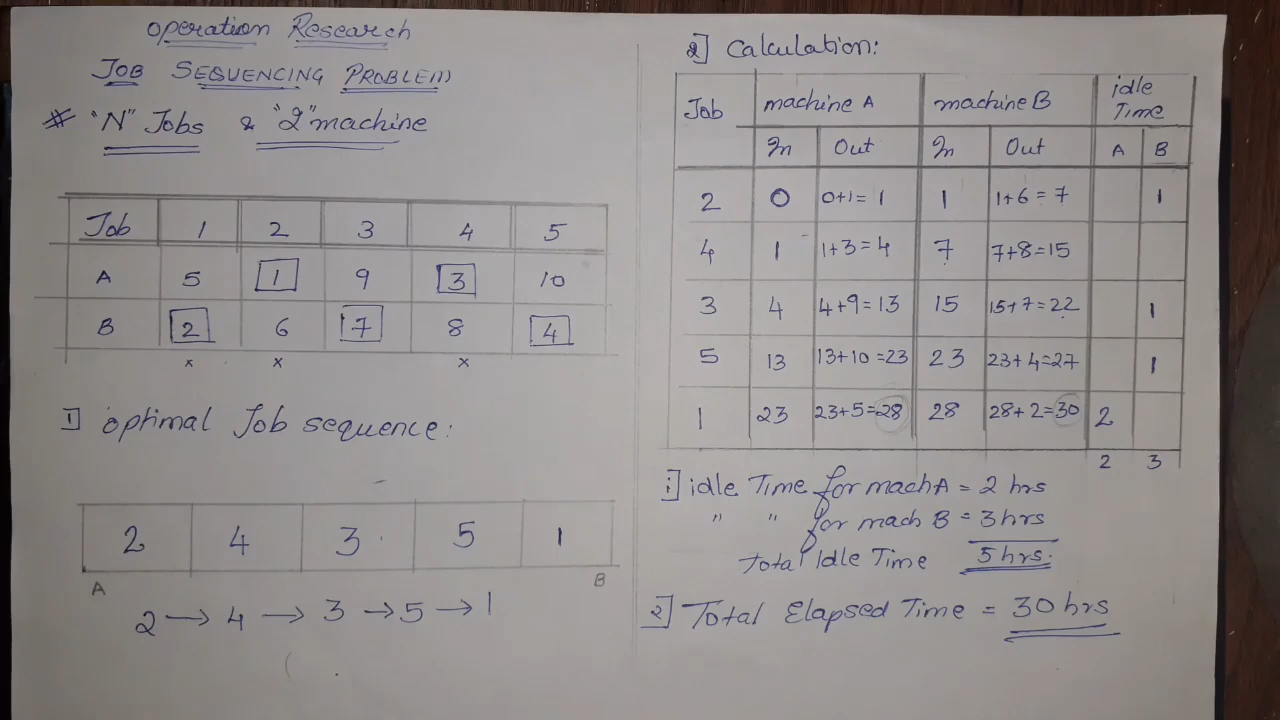 Operation Research
JOB SEQUENCING PROBLEM
# "N" Jobs & "2" machine
Job 1 2 3 4 5
A 5 1 9 3 10
B 2 6 7 8 4
x x x
1] optimal Job sequence:
2 4 3 5 1
A B
2 → 4 → 3 → 5 → 1
2] Calculation:
Job machine A machine B idle Time
In Out In Out A B
2 0 0+1=1 1 1+6=7 1
4 1 1+3=4 7 7+8=15
3 4 4+9=13 15 15+7=22 1
5 13 13+10=23 23 23+4=27 1
1 23 23+5=28 28 28+2=30 2
2 3
1] idle Time for mach A = 2 hrs
" " for mach B = 3hrs
Total Idle Time 5hrs.
2] Total Elapsed Time = 30 hrs